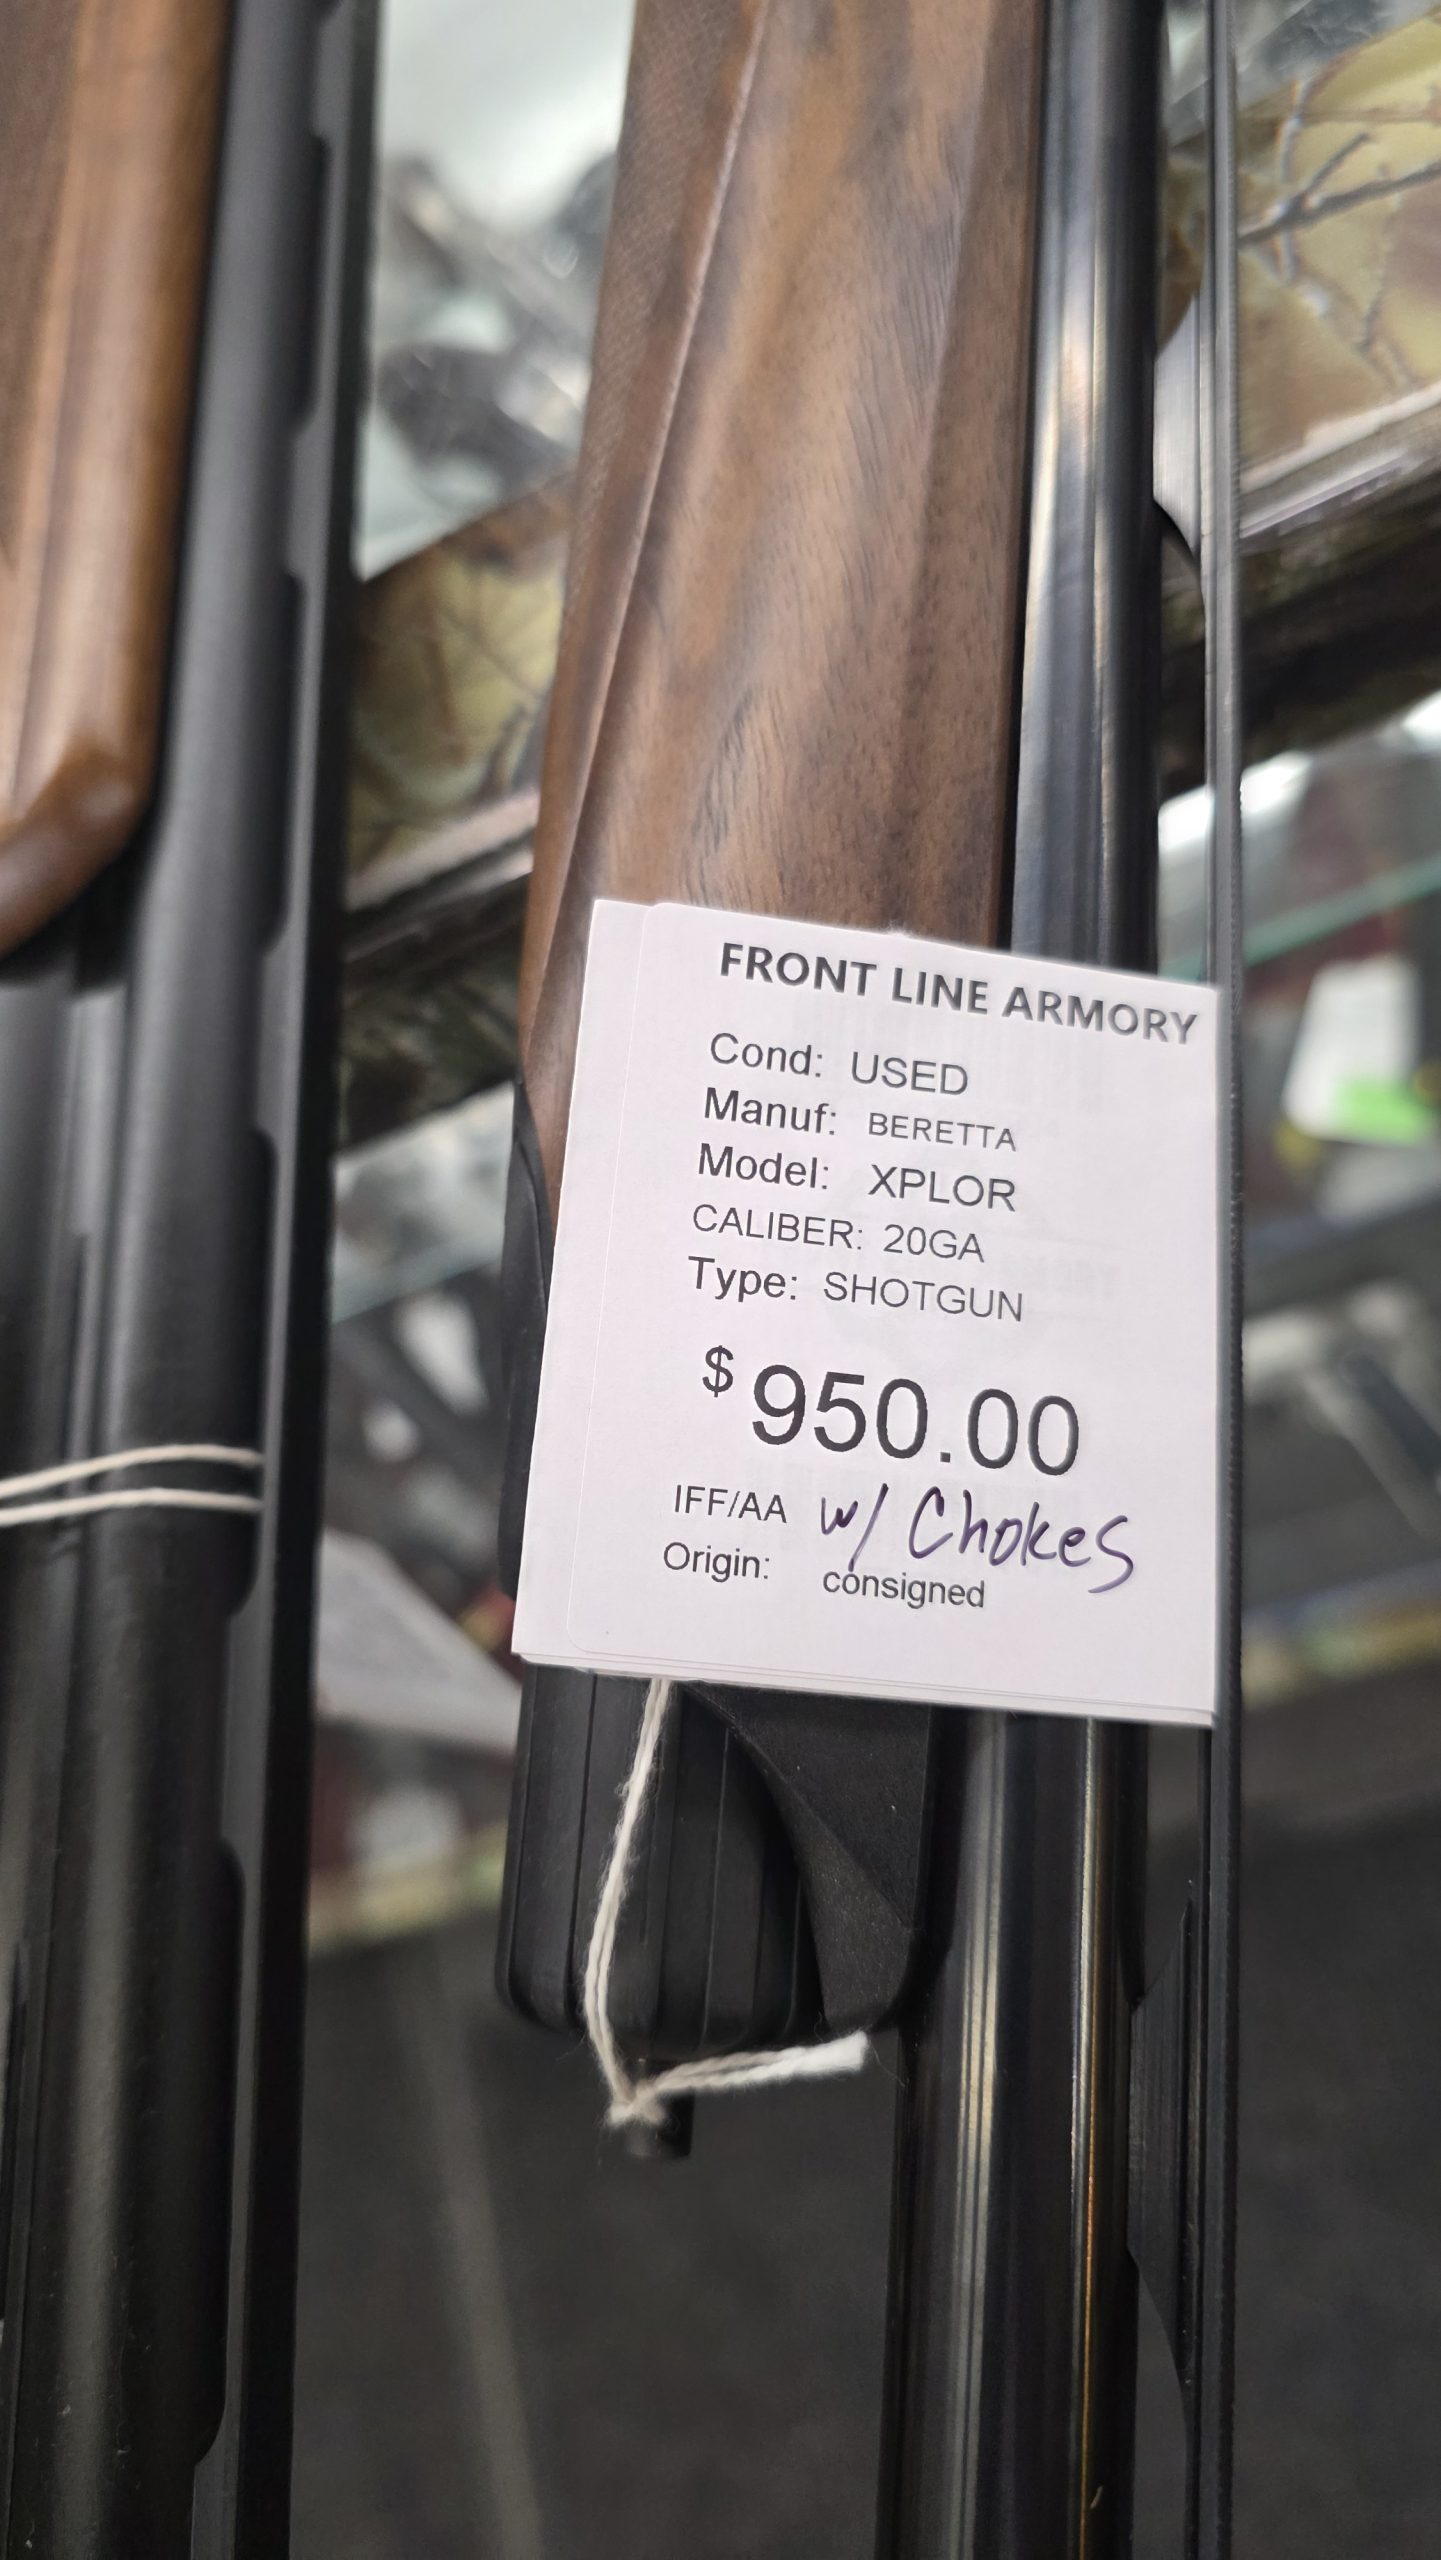 FRONT LINE ARMORY
Cond: USED
Manuf: BERETTA
Model: XPLOR
CALIBER: 20GA
Type: SHOTGUN
$950.00
IFF/AA w/ Chokes
Origin: consigned